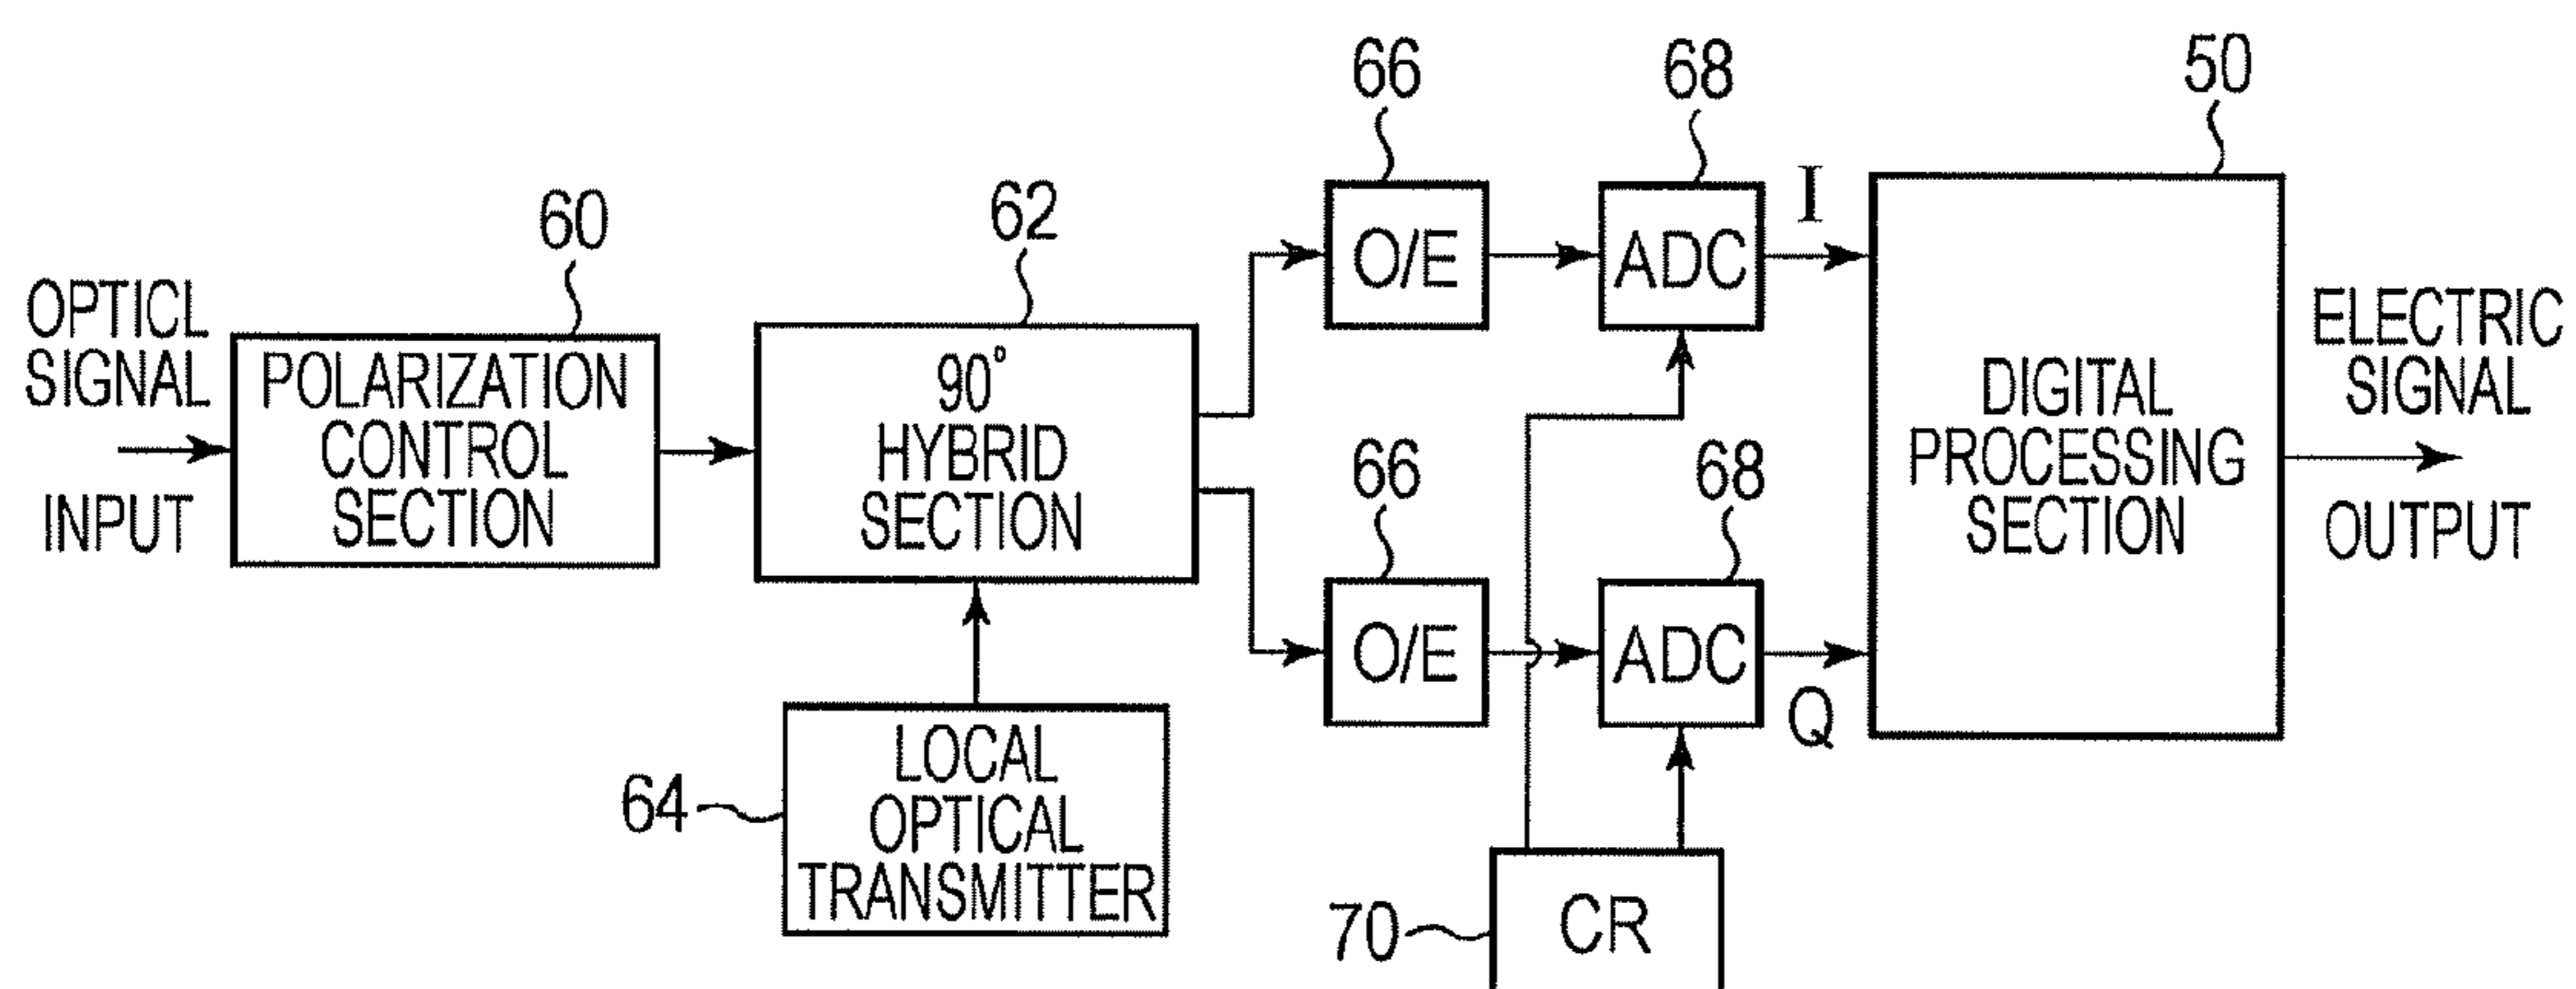 66
68
50
60
62
OPTICL
SIGNAL
INPUT
POLARIZATION
CONTROL
SECTION
90°
HYBRID
SECTION
O/E
ADC
I
DIGITAL
PROCESSING
SECTION
ELECTRIC
SIGNAL
OUTPUT
66
68
O/E
ADC
Q
64
LOCAL
OPTICAL
TRANSMITTER
70
CR